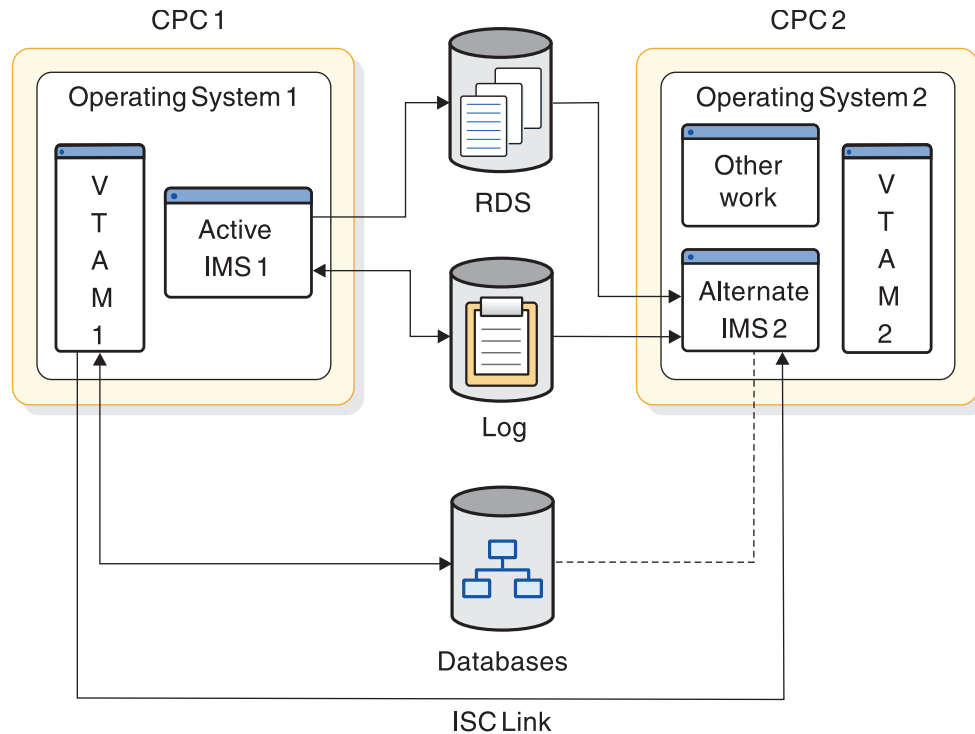 CPC 1
CPC 2
Operating System 1
V
T
A
M
1
Active
IMS 1
RDS
Log
Databases
ISC Link
Operating System 2
Other
work
Alternate
IMS 2
V
T
A
M
2